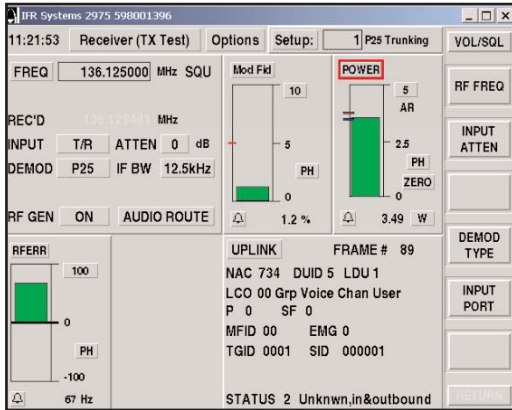 IFR Systems 2975 598001396
11:21:53 Receiver (TX Test) Options Setup: 1 P25 Trunking VOL/SQL
FREQ 136.125000 MHz SQU
REC'D MHz
INPUT T/R ATTEN 0 dB
DEMOD P25 IF BW 12.5kHz
RF GEN ON AUDIO ROUTE
Mod Fid
10
5
PH
0
1.2 %
POWER
5
AR
2.5
PH
ZERO
0
3.49 W
RF FREQ
INPUT
ATTEN
DEMOD
TYPE
INPUT
PORT
RETURN
RFERR
100
0
PH
-100
67 Hz
UPLINK FRAME # 89
NAC 734 DUID 5 LDU 1
LCO 00 Grp Voice Chan User
P 0 SF 0
MFID 00 EMG 0
TGID 0001 SID 000001
STATUS 2 Unknwn,in&outbound